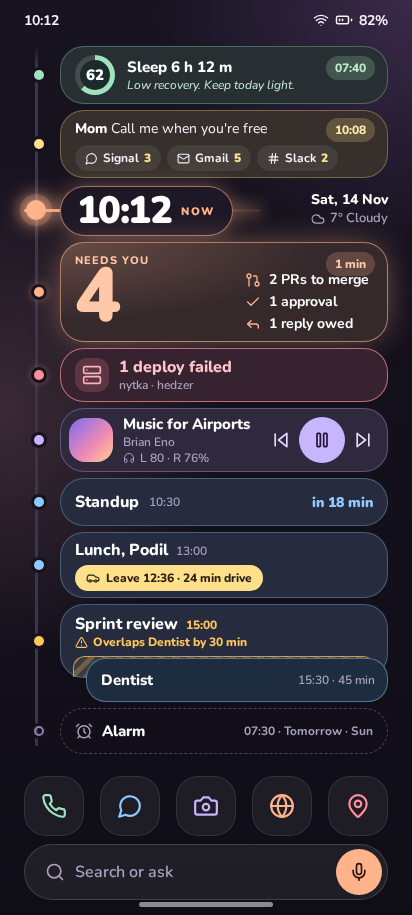 10:12 82%
62 Sleep 6 h 12 m 07:40
Low recovery. Keep today light.
Mom Call me when you're free 10:08
Signal 3 Gmail 5 Slack 2
10:12 NOW
Sat, 14 Nov
7° Cloudy
NEEDS YOU 1 min
4
2 PRs to merge
1 approval
1 reply owed
1 deploy failed
nytka · hedzer
Music for Airports
Brian Eno
L 80 · R 76%
Standup 10:30 in 18 min
Lunch, Podil 13:00
Leave 12:36 · 24 min drive
Sprint review 15:00
Overlaps Dentist by 30 min
Dentist 15:30 · 45 min
Alarm 07:30 · Tomorrow · Sun
Search or ask